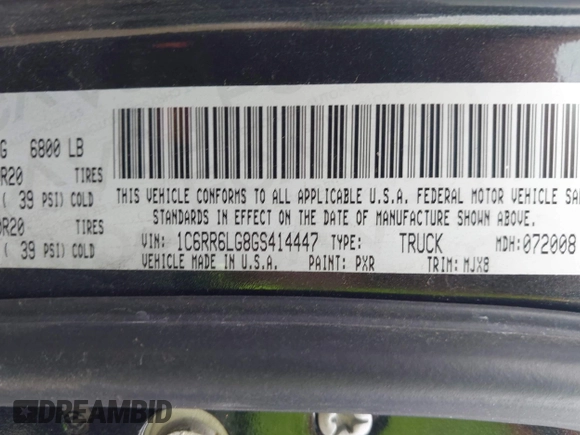 G 6800 LB
R20 TIRES
( 39 PSI) COLD
THIS VEHICLE CONFORMS TO ALL APPLICABLE U.S.A. FEDERAL MOTOR VEHICLE SA
STANDARDS IN EFFECT ON THE DATE OF MANUFACTURE SHOWN ABOVE.
R20 TIRES
( 39 PSI) COLD
VIN: 1C6RR6LG8GS414447 TYPE: TRUCK MDH: 072008
VEHICLE MADE IN U.S.A. PAINT: PXR TRIM: MJX8
DREAMBID